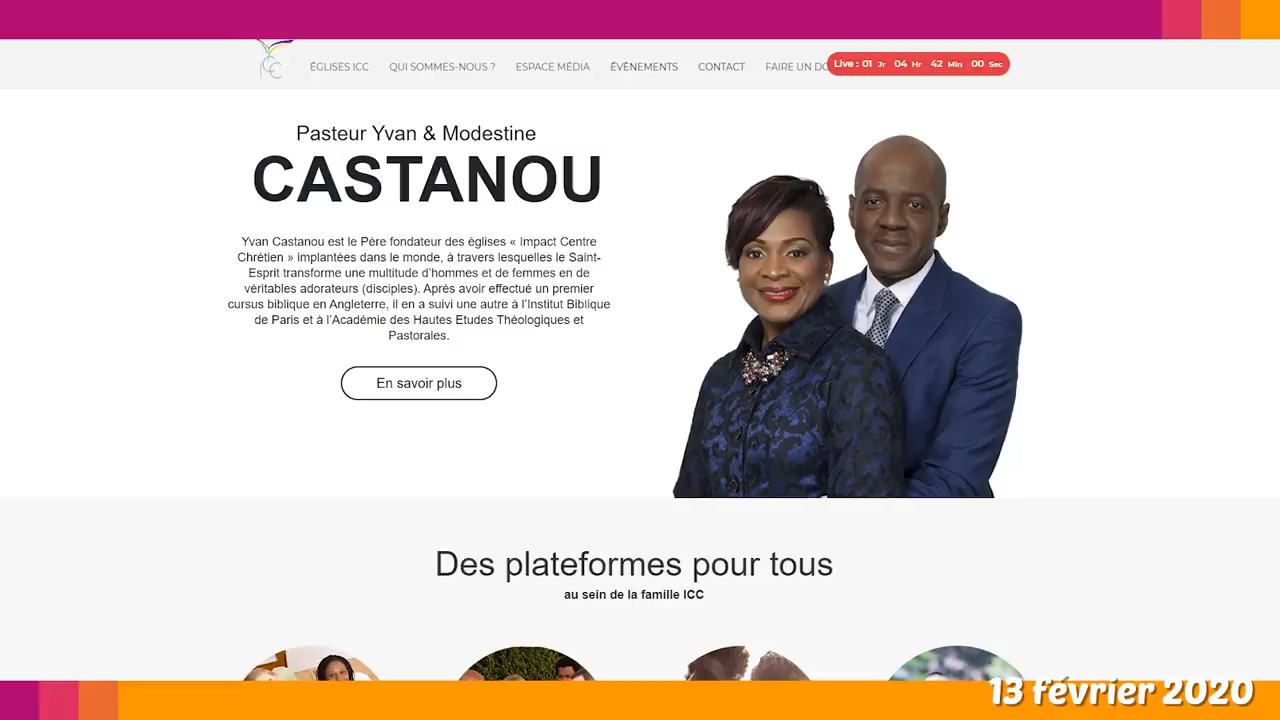 ICC
ÉGLISES ICC QUI SOMMES-NOUS ? ESPACE MÉDIA ÉVÈNEMENTS CONTACT FAIRE UN DO
Live : 01 Jr 04 Hr 42 Min 00 Sec
Pasteur Yvan & Modestine
CASTANOU
Yvan Castanou est le Père fondateur des églises « Impact Centre
Chrétien » implantées dans le monde, à travers lesquelles le Saint-
Esprit transforme une multitude d’hommes et de femmes en de
véritables adorateurs (disciples). Après avoir effectué un premier
cursus biblique en Angleterre, il en a suivi une autre à l’Institut Biblique
de Paris et à l’Académie des Hautes Etudes Théologiques et
Pastorales.
En savoir plus
Des plateformes pour tous
au sein de la famille ICC
13 février 2020